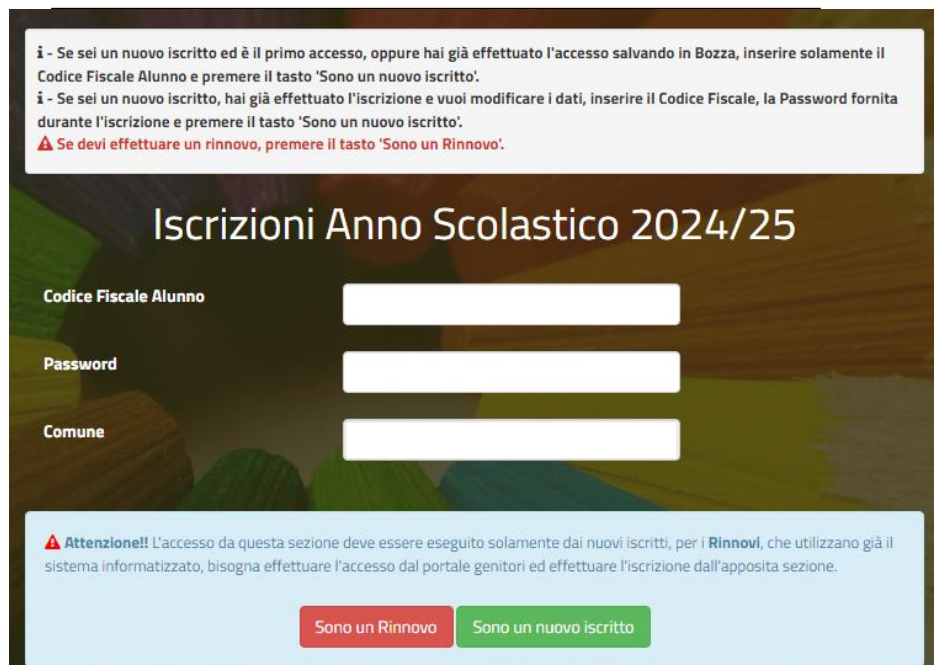 i - Se sei un nuovo iscritto ed è il primo accesso, oppure hai già effettuato l'accesso salvando in Bozza, inserire solamente il
Codice Fiscale Alunno e premere il tasto 'Sono un nuovo iscritto'.
i - Se sei un nuovo iscritto, hai già effettuato l'iscrizione e vuoi modificare i dati, inserire il Codice Fiscale, la Password fornita
durante l'iscrizione e premere il tasto 'Sono un nuovo iscritto'.
Se devi effettuare un rinnovo, premere il tasto 'Sono un Rinnovo'.
Iscrizioni Anno Scolastico 2024/25
Codice Fiscale Alunno
Password
Comune
Attenzione!! L'accesso da questa sezione deve essere eseguito solamente dai nuovi iscritti, per i Rinnovi, che utilizzano già il
sistema informatizzato, bisogna effettuare l'accesso dal portale genitori ed effettuare l'iscrizione dall'apposita sezione.
Sono un Rinnovo Sono un nuovo iscritto